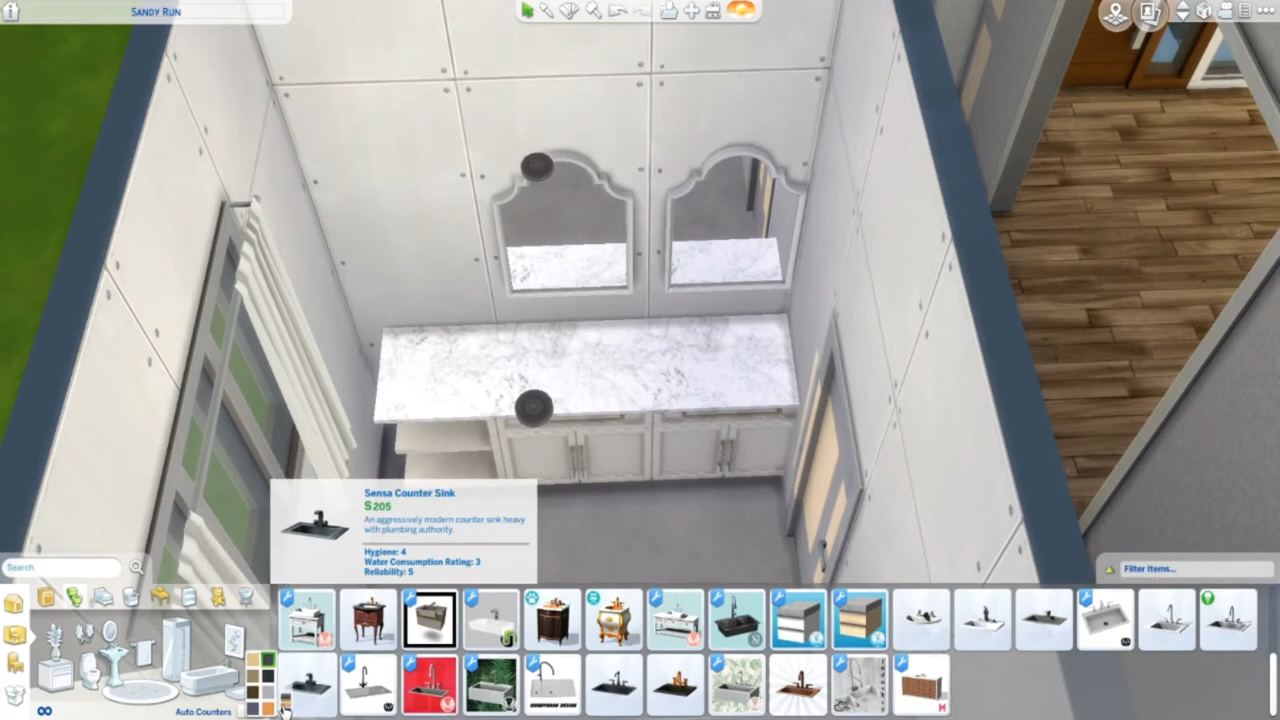 SANDY RUN
Sensa Counter Sink
§205
An aggressively modern counter sink heavy
with plumbing authority.
Hygiene: 4
Water Consumption Rating: 3
Reliability: 5
Search
Filter Items...
Auto Counters